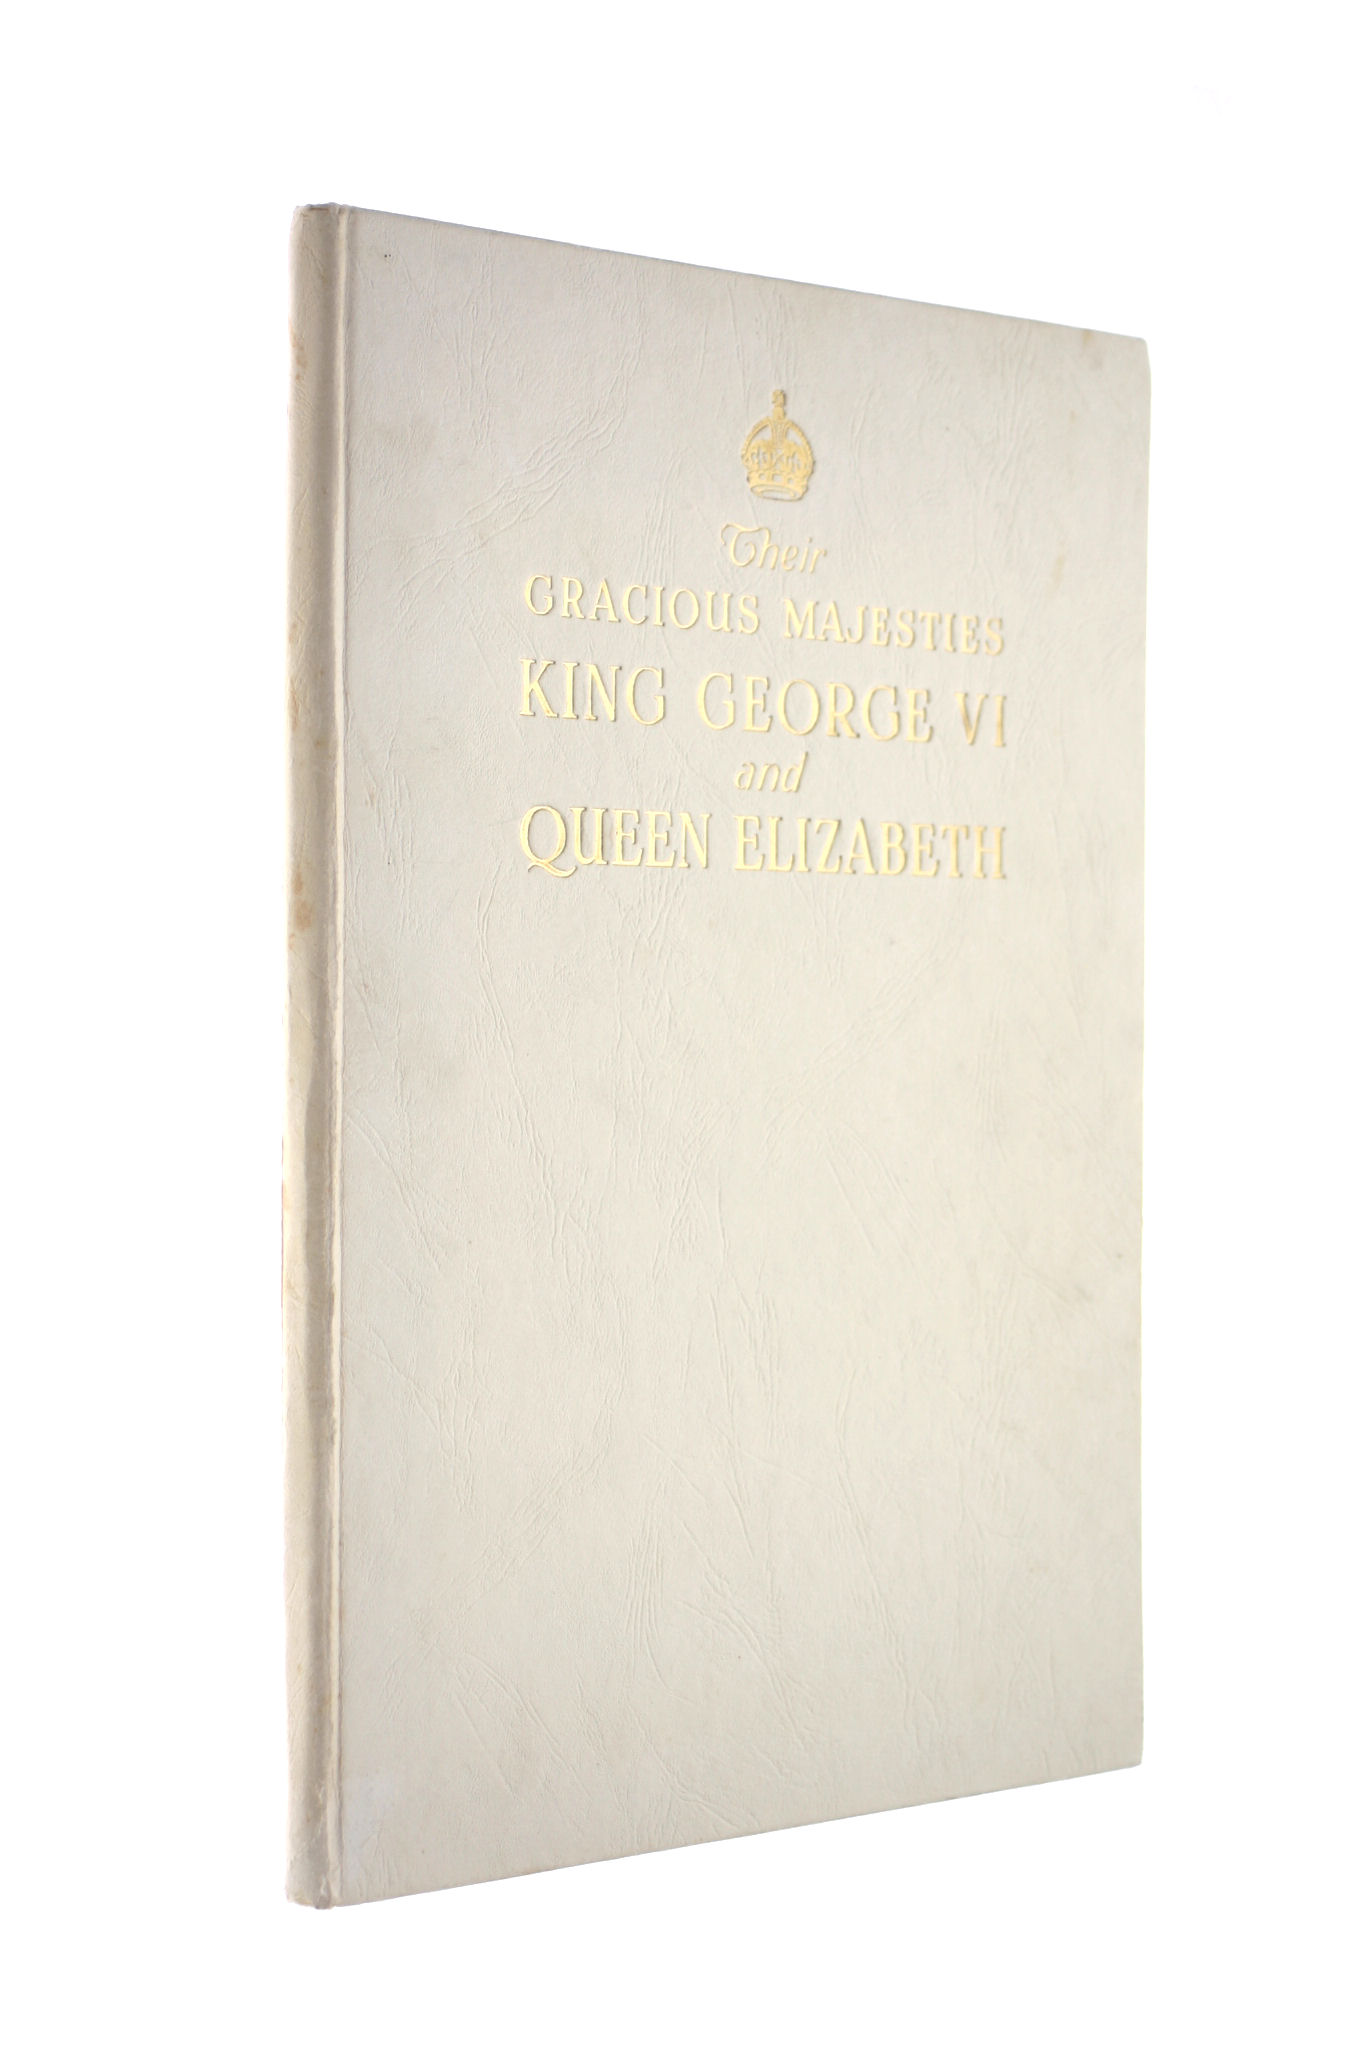 Their
GRACIOUS MAJESTIES
KING GEORGE VI
and
QUEEN ELIZABETH